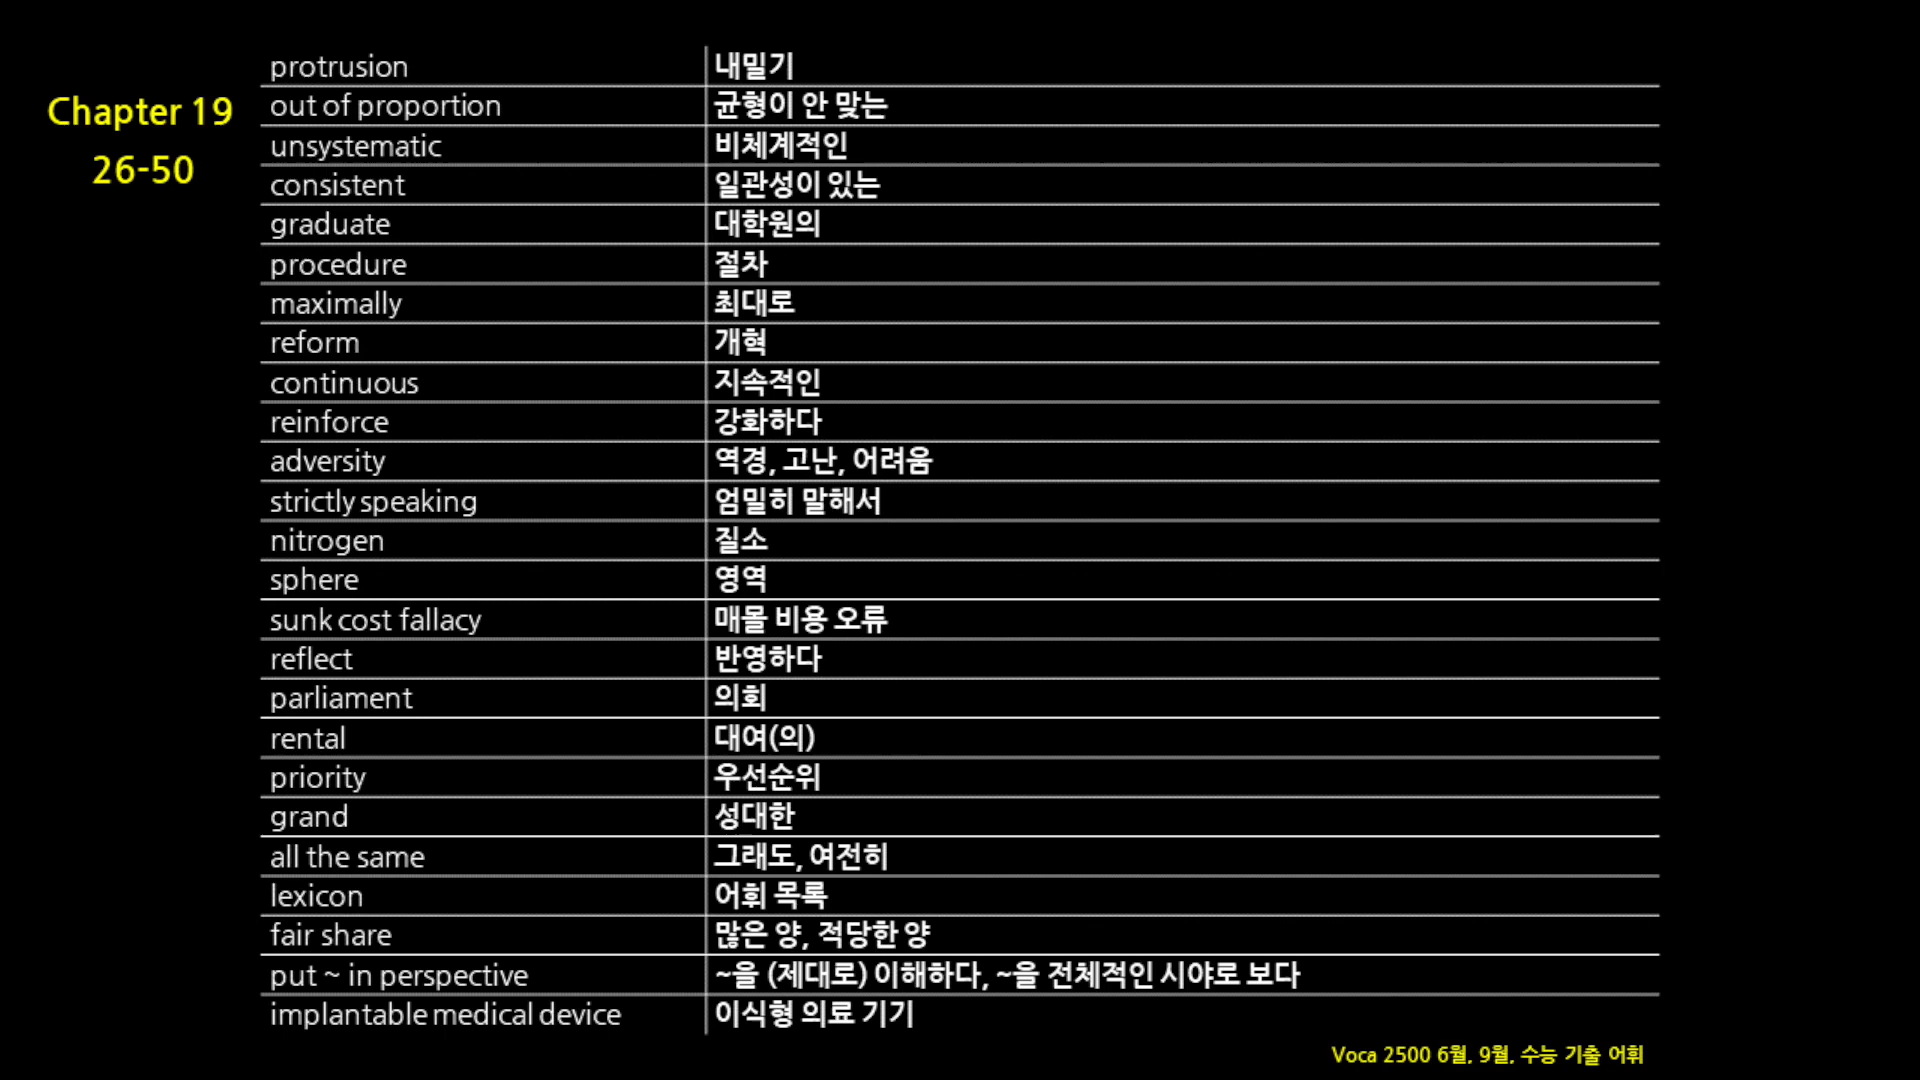 Chapter 19
26-50
protrusion 내밀기
out of proportion 균형이 안 맞는
unsystematic 비체계적인
consistent 일관성이 있는
graduate 대학원의
procedure 절차
maximally 최대로
reform 개혁
continuous 지속적인
reinforce 강화하다
adversity 역경, 고난, 어려움
strictly speaking 엄밀히 말해서
nitrogen 질소
sphere 영역
sunk cost fallacy 매몰 비용 오류
reflect 반영하다
parliament 의회
rental 대여(의)
priority 우선순위
grand 성대한
all the same 그래도, 여전히
lexicon 어휘 목록
fair share 많은 양, 적당한 양
put ~ in perspective ~을 (제대로) 이해하다, ~을 전체적인 시야로 보다
implantable medical device 이식형 의료 기기
Voca 2500 6월, 9월, 수능 기출 어휘